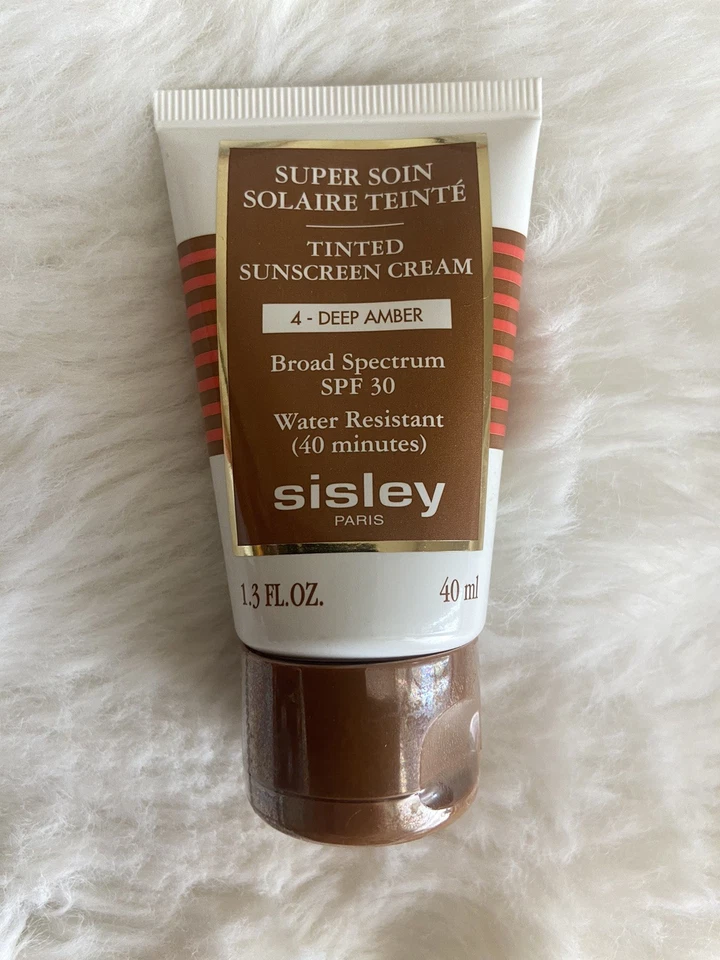 SUPER SOIN
SOLAIRE TEINTÉ
TINTED
SUNSCREEN CREAM
4 - DEEP AMBER
Broad Spectrum
SPF 30
Water Resistant
(40 minutes)
sisley
PARIS
1.3 FL.OZ. 40 ml